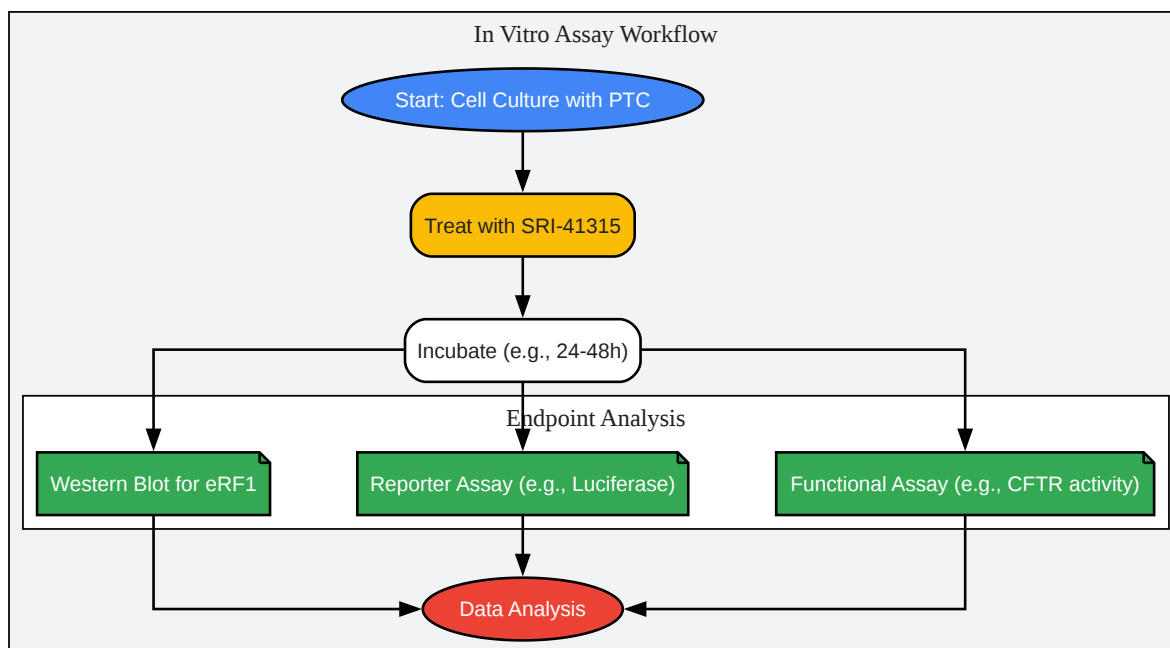 In Vitro Assay Workflow
Start: Cell Culture with PTC
Treat with SRI-41315
Incubate (e.g., 24-48h)
Endpoint Analysis
Western Blot for eRF1
Reporter Assay (e.g., Luciferase)
Functional Assay (e.g., CFTR activity)
Data Analysis